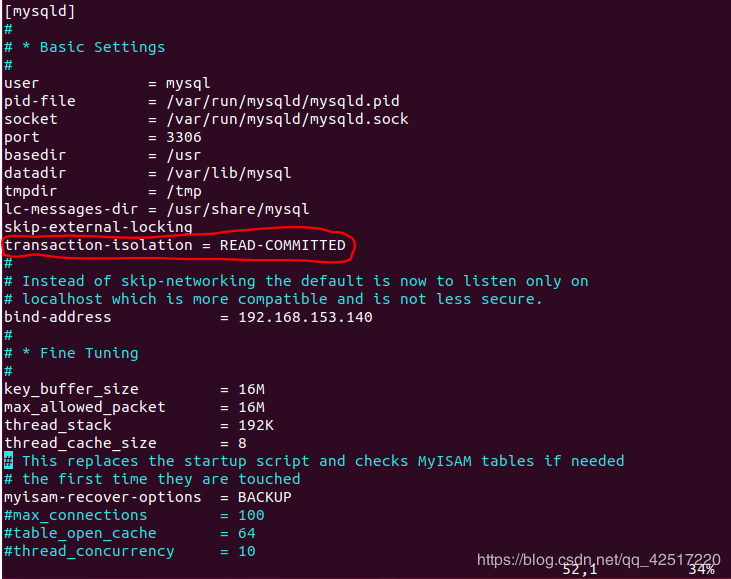 [mysqld]
#
# * Basic Settings
#
user            = mysql
pid-file        = /var/run/mysqld/mysqld.pid
socket          = /var/run/mysqld/mysqld.sock
port            = 3306
basedir         = /usr
datadir         = /var/lib/mysql
tmpdir          = /tmp
lc-messages-dir = /usr/share/mysql
skip-external-locking
transaction-isolation = READ-COMMITTED
#
# Instead of skip-networking the default is now to listen only on
# localhost which is more compatible and is not less secure.
bind-address            = 192.168.153.140
#
# * Fine Tuning
#
key_buffer_size         = 16M
max_allowed_packet      = 16M
thread_stack            = 192K
thread_cache_size       = 8
# This replaces the startup script and checks MyISAM tables if needed
# the first time they are touched
myisam-recover-options  = BACKUP
#max_connections        = 100
#table_open_cache       = 64
#thread_concurrency     = 10
https://blog.csdn.net/qq_42517220
52,1          34%